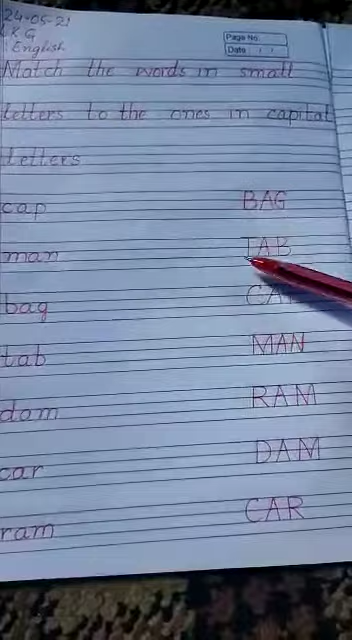 24-05-21
K G
English
Page No.
Date
Match the words in small
letters to the ones in capital
letters
cap BAG
man TAB
bag
tab MAN
dam RAM
car DAM
ram CAR